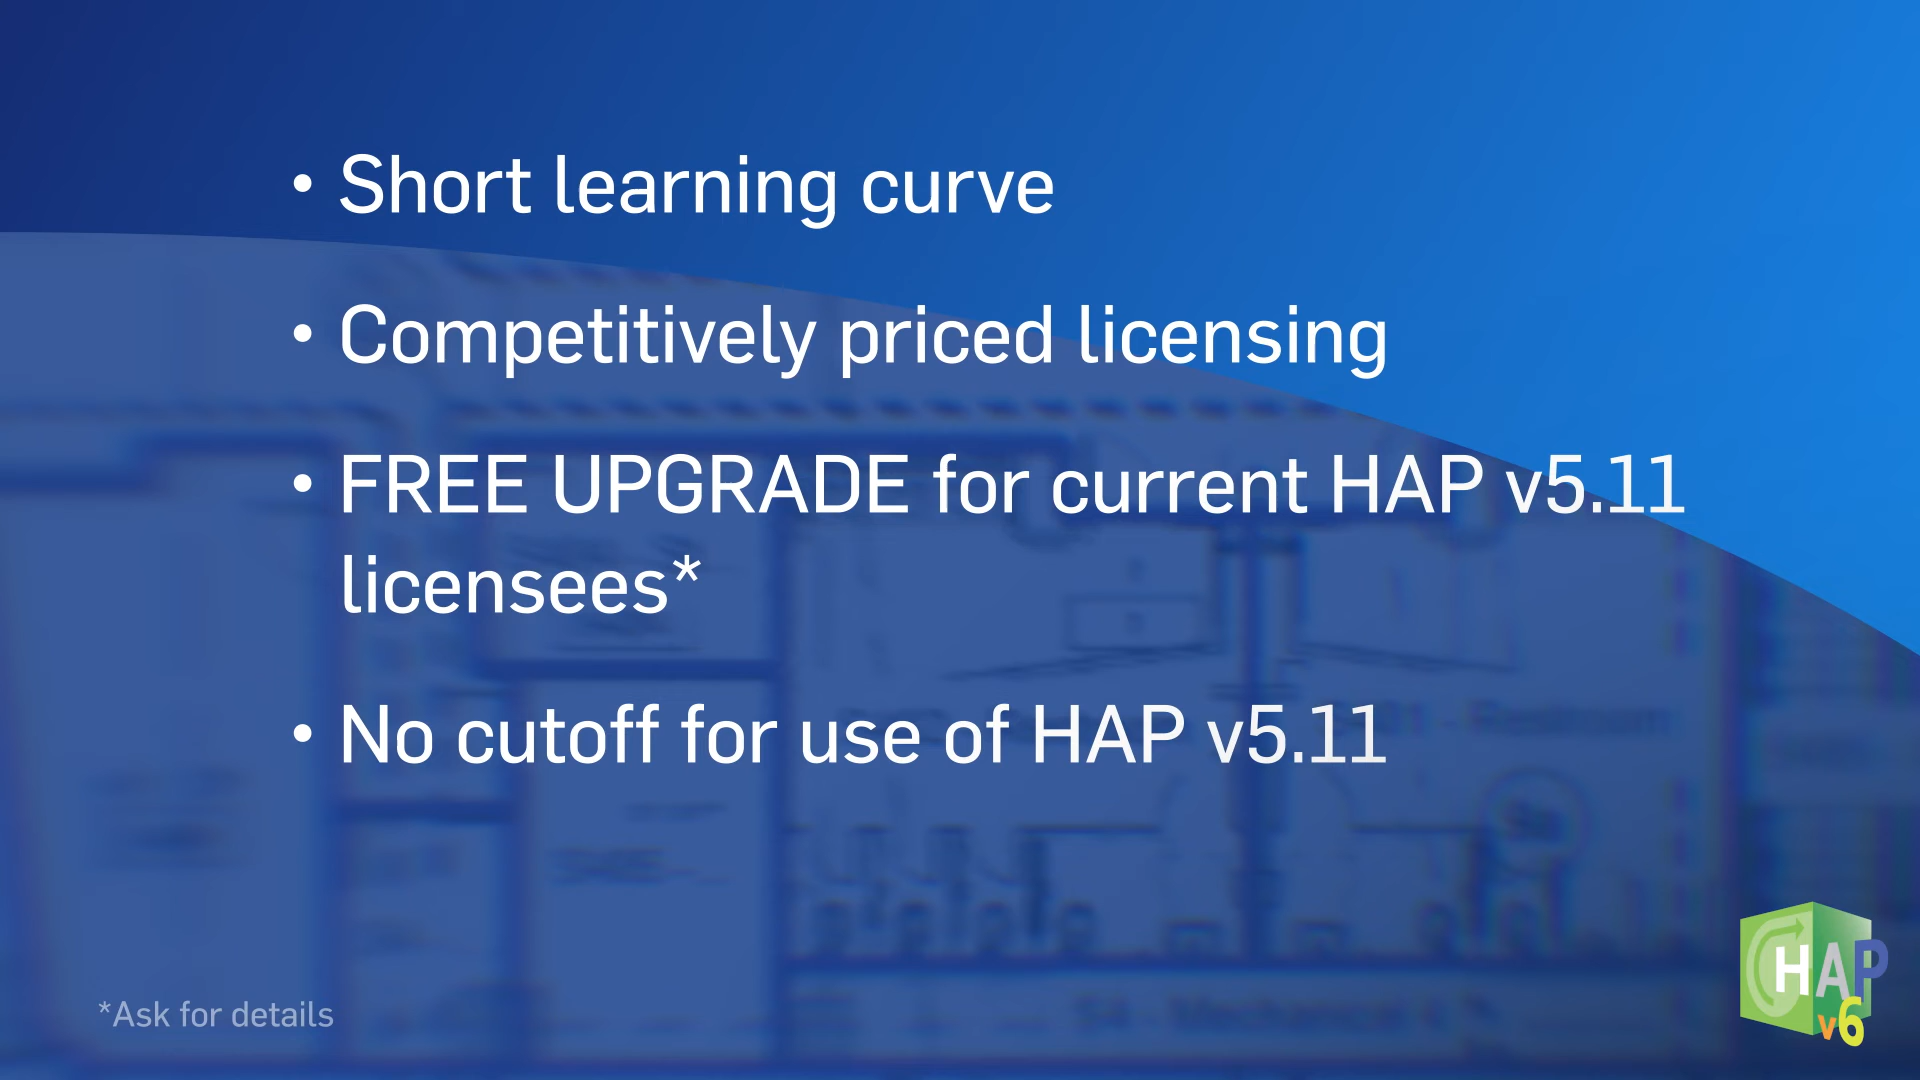 • Short learning curve
• Competitively priced licensing
• FREE UPGRADE for current HAP v5.11
licensees*
• No cutoff for use of HAP v5.11
*Ask for details
HAP
v6